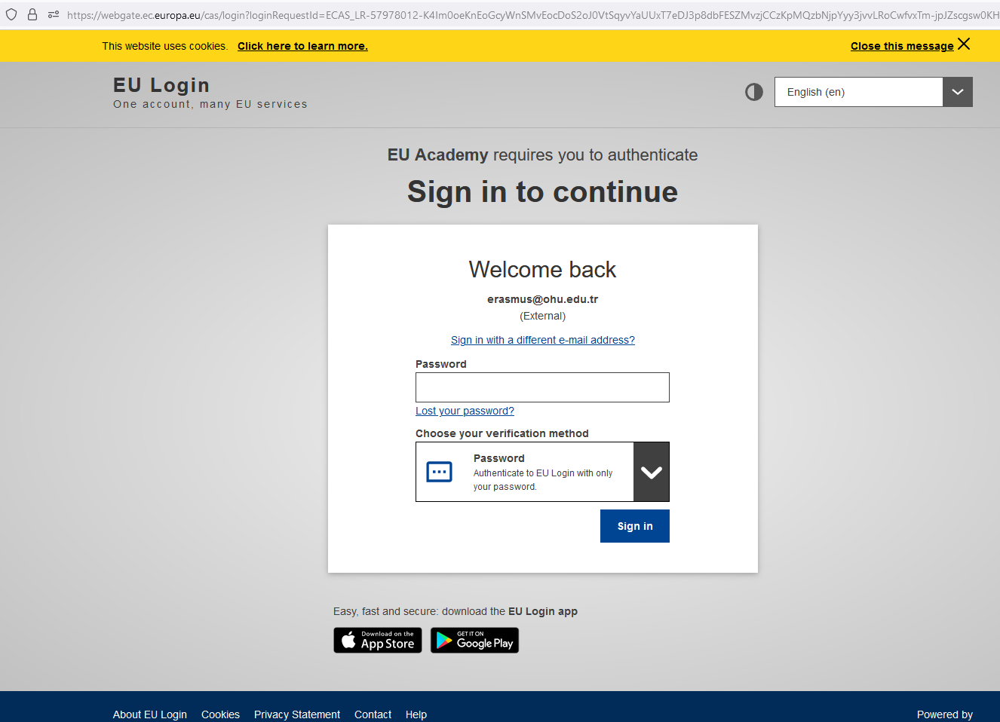 https://webgate.ec.europa.eu/cas/login?loginRequestId=ECAS_LR-57978012-K4Im0oeKnEoGcyWnSMvEocDoS2oJ0VtSqyvYaUUxT7eDJ3p8dbFESZMvzjCCzKpMQzbNjpYyy3jvvLRoCwfvxTm-jpJZscgsw0KH
This website uses cookies. Click here to learn more. Close this message
EU Login
One account, many EU services
English (en)
EU Academy requires you to authenticate
Sign in to continue
Welcome back
erasmus@ohu.edu.tr
(External)
Sign in with a different e-mail address?
Password
Lost your password?
Choose your verification method
Password
Authenticate to EU Login with only
your password.
Sign in
Easy, fast and secure: download the EU Login app
Download on the
App Store
GET IT ON
Google Play
About EU Login Cookies Privacy Statement Contact Help Powered by